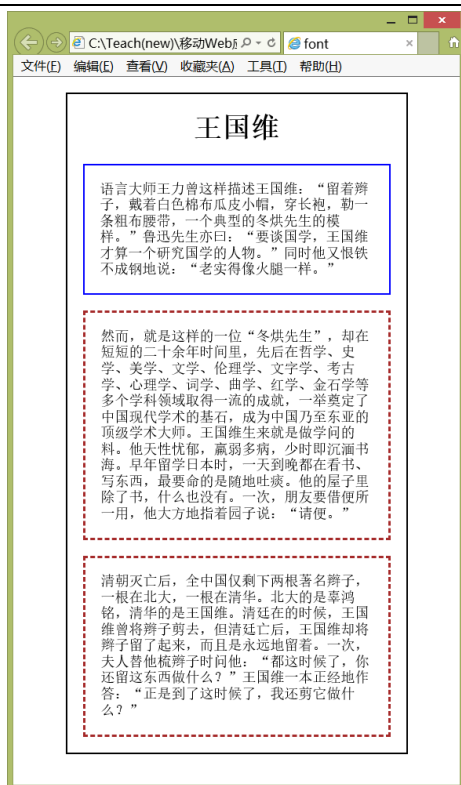 C:\Teach(new)\移动Web应
font
文件(F) 编辑(E) 查看(V) 收藏夹(A) 工具(T) 帮助(H)
王国维
语言大师王力曾这样描述王国维：“留着辫
子，戴着白色棉布瓜皮小帽，穿长袍，勒一
条粗布腰带，一个典型的冬烘先生的模
样。”鲁迅先生亦曰：“要谈国学，王国维
才算一个研究国学的人物。”同时他又恨铁
不成钢地说：“老实得像火腿一样。”
然而，就是这样的一位“冬烘先生”，却在
短短的二十余年时间里，先后在哲学、史
学、美学、文学、伦理学、文字学、考古
学、心理学、词学、曲学、红学、金石学等
多个学科领域取得一流的成就，一举奠定了
中国现代学术的基石，成为中国乃至东亚的
顶级学术大师。王国维生来就是做学问的
料。他天性忧郁，羸弱多病，少时即沉湎书
海。早年留学日本时，一天到晚都在看书、
写东西，最要命的是随地吐痰。他的屋子里
除了书，什么也没有。一次，朋友要借便所
一用，他大方地指着园子说：“请便。”
清朝灭亡后，全中国仅剩下两根著名辫子，
一根在北大，一根在清华。北大的是辜鸿
铭，清华的是王国维。清廷在的时候，王国
维曾将辫子剪去，但清廷亡后，王国维却将
辫子留了起来，而且是永远地留着。一次，
夫人替他梳辫子时问他：“都这时候了，你
还留这东西做什么？”王国维一本正经地作
答：“正是到了这时候了，我还剪它做什
么？”